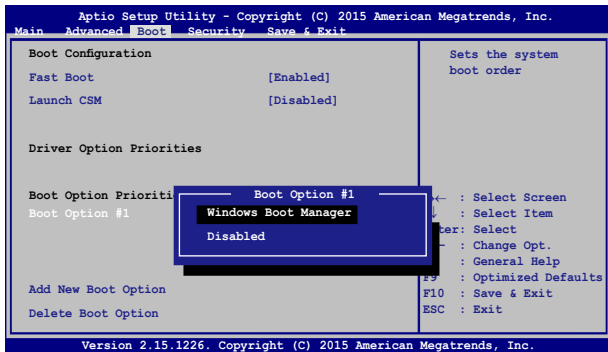 Aptio Setup Utility - Copyright (C) 2015 American Megatrends, Inc.
Main Advanced Boot Security Save & Exit
Boot Configuration
Fast Boot [Enabled]
Launch CSM [Disabled]
Driver Option Priorities
Boot Option Prioriti
Boot Option #1
Boot Option #1
Windows Boot Manager
Disabled
Add New Boot Option
Delete Boot Option
Sets the system
boot order
← : Select Screen
: Select Item
ter: Select
: Change Opt.
: General Help
F9 : Optimized Defaults
F10 : Save & Exit
ESC : Exit
Version 2.15.1226. Copyright (C) 2015 American Megatrends, Inc.